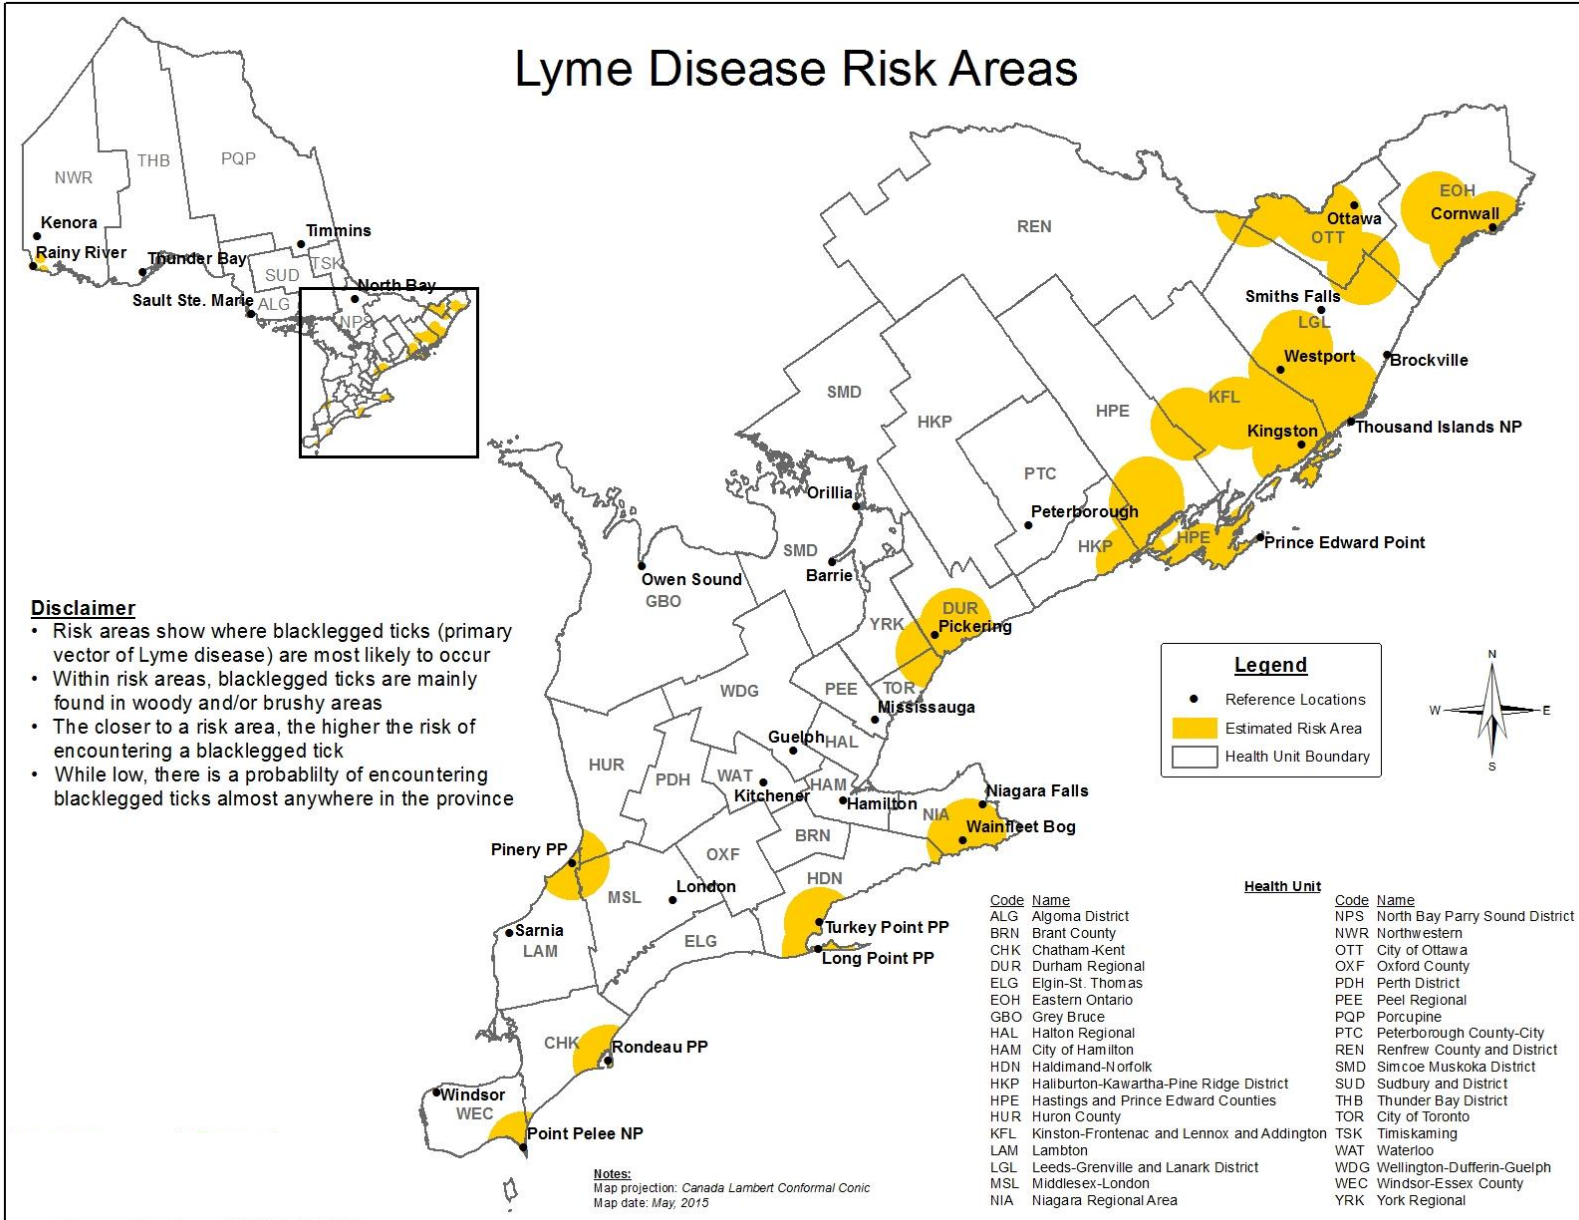 Lyme Disease Risk Areas
NWR
THB
PQP
Kenora
Rainy River
Thunder Bay
Timmins
TSK
SUD
Sault Ste. Marie
ALG
North Bay
NPS
REN
Ottawa
OTT
EOH
Cornwall
Smiths Falls
LGL
Westport
Brockville
KFL
Kingston
Thousand Islands NP
SMD
HKP
HPE
PTC
Peterborough
HKP
HPE
Prince Edward Point
Orillia
SMD
Barrie
Owen Sound
GBO
DUR
Pickering
YRK
TOR
Mississauga
PEE
WDG
Guelph
HAL
HUR
PDH
WAT
Kitchener
HAM
Hamilton
Niagara Falls
NIA
Wainfleet Bog
BRN
OXF
Pinery PP
MSL
London
HDN
Turkey Point PP
Long Point PP
Sarnia
LAM
ELG
CHK
Rondeau PP
Windsor
WEC
Point Pelee NP
Disclaimer
• Risk areas show where blacklegged ticks (primary
vector of Lyme disease) are most likely to occur
• Within risk areas, blacklegged ticks are mainly
found in woody and/or brushy areas
• The closer to a risk area, the higher the risk of
encountering a blacklegged tick
• While low, there is a probablilty of encountering
blacklegged ticks almost anywhere in the province
Legend
Reference Locations
Estimated Risk Area
Health Unit Boundary
N
W
E
S
Health Unit
Code Name
ALG Algoma District
BRN Brant County
CHK Chatham-Kent
DUR Durham Regional
ELG Elgin-St. Thomas
EOH Eastern Ontario
GBO Grey Bruce
HAL Halton Regional
HAM City of Hamilton
HDN Haldimand-Norfolk
HKP Haliburton-Kawartha-Pine Ridge District
HPE Hastings and Prince Edward Counties
HUR Huron County
KFL Kinston-Frontenac and Lennox and Addington
LAM Lambton
LGL Leeds-Grenville and Lanark District
MSL Middlesex-London
NIA Niagara Regional Area
Code Name
NPS North Bay Parry Sound District
NWR Northwestern
OTT City of Ottawa
OXF Oxford County
PDH Perth District
PEE Peel Regional
PQP Porcupine
PTC Peterborough County-City
REN Renfrew County and District
SMD Simcoe Muskoka District
SUD Sudbury and District
THB Thunder Bay District
TOR City of Toronto
TSK Timiskaming
WAT Waterloo
WDG Wellington-Dufferin-Guelph
WEC Windsor-Essex County
YRK York Regional
Notes:
Map projection: Canada Lambert Conformal Conic
Map date: May, 2015